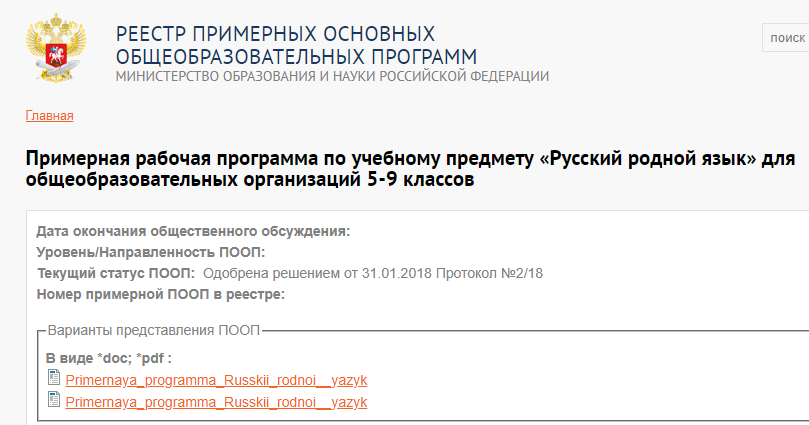 РЕЕСТР ПРИМЕРНЫХ ОСНОВНЫХ
ОБЩЕОБРАЗОВАТЕЛЬНЫХ ПРОГРАММ
МИНИСТЕРСТВО ОБРАЗОВАНИЯ И НАУКИ РОССИЙСКОЙ ФЕДЕРАЦИИ
поиск
Главная
Примерная рабочая программа по учебному предмету «Русский родной язык» для
общеобразовательных организаций 5-9 классов
Дата окончания общественного обсуждения:
Уровень/Направленность ПООП:
Текущий статус ПООП: Одобрена решением от 31.01.2018 Протокол №2/18
Номер примерной ПООП в реестре:
Варианты представления ПООП
В виде *doc; *pdf :
Primernaya_programma_Russkii_rodnoi__yazyk
Primernaya_programma_Russkii_rodnoi__yazyk